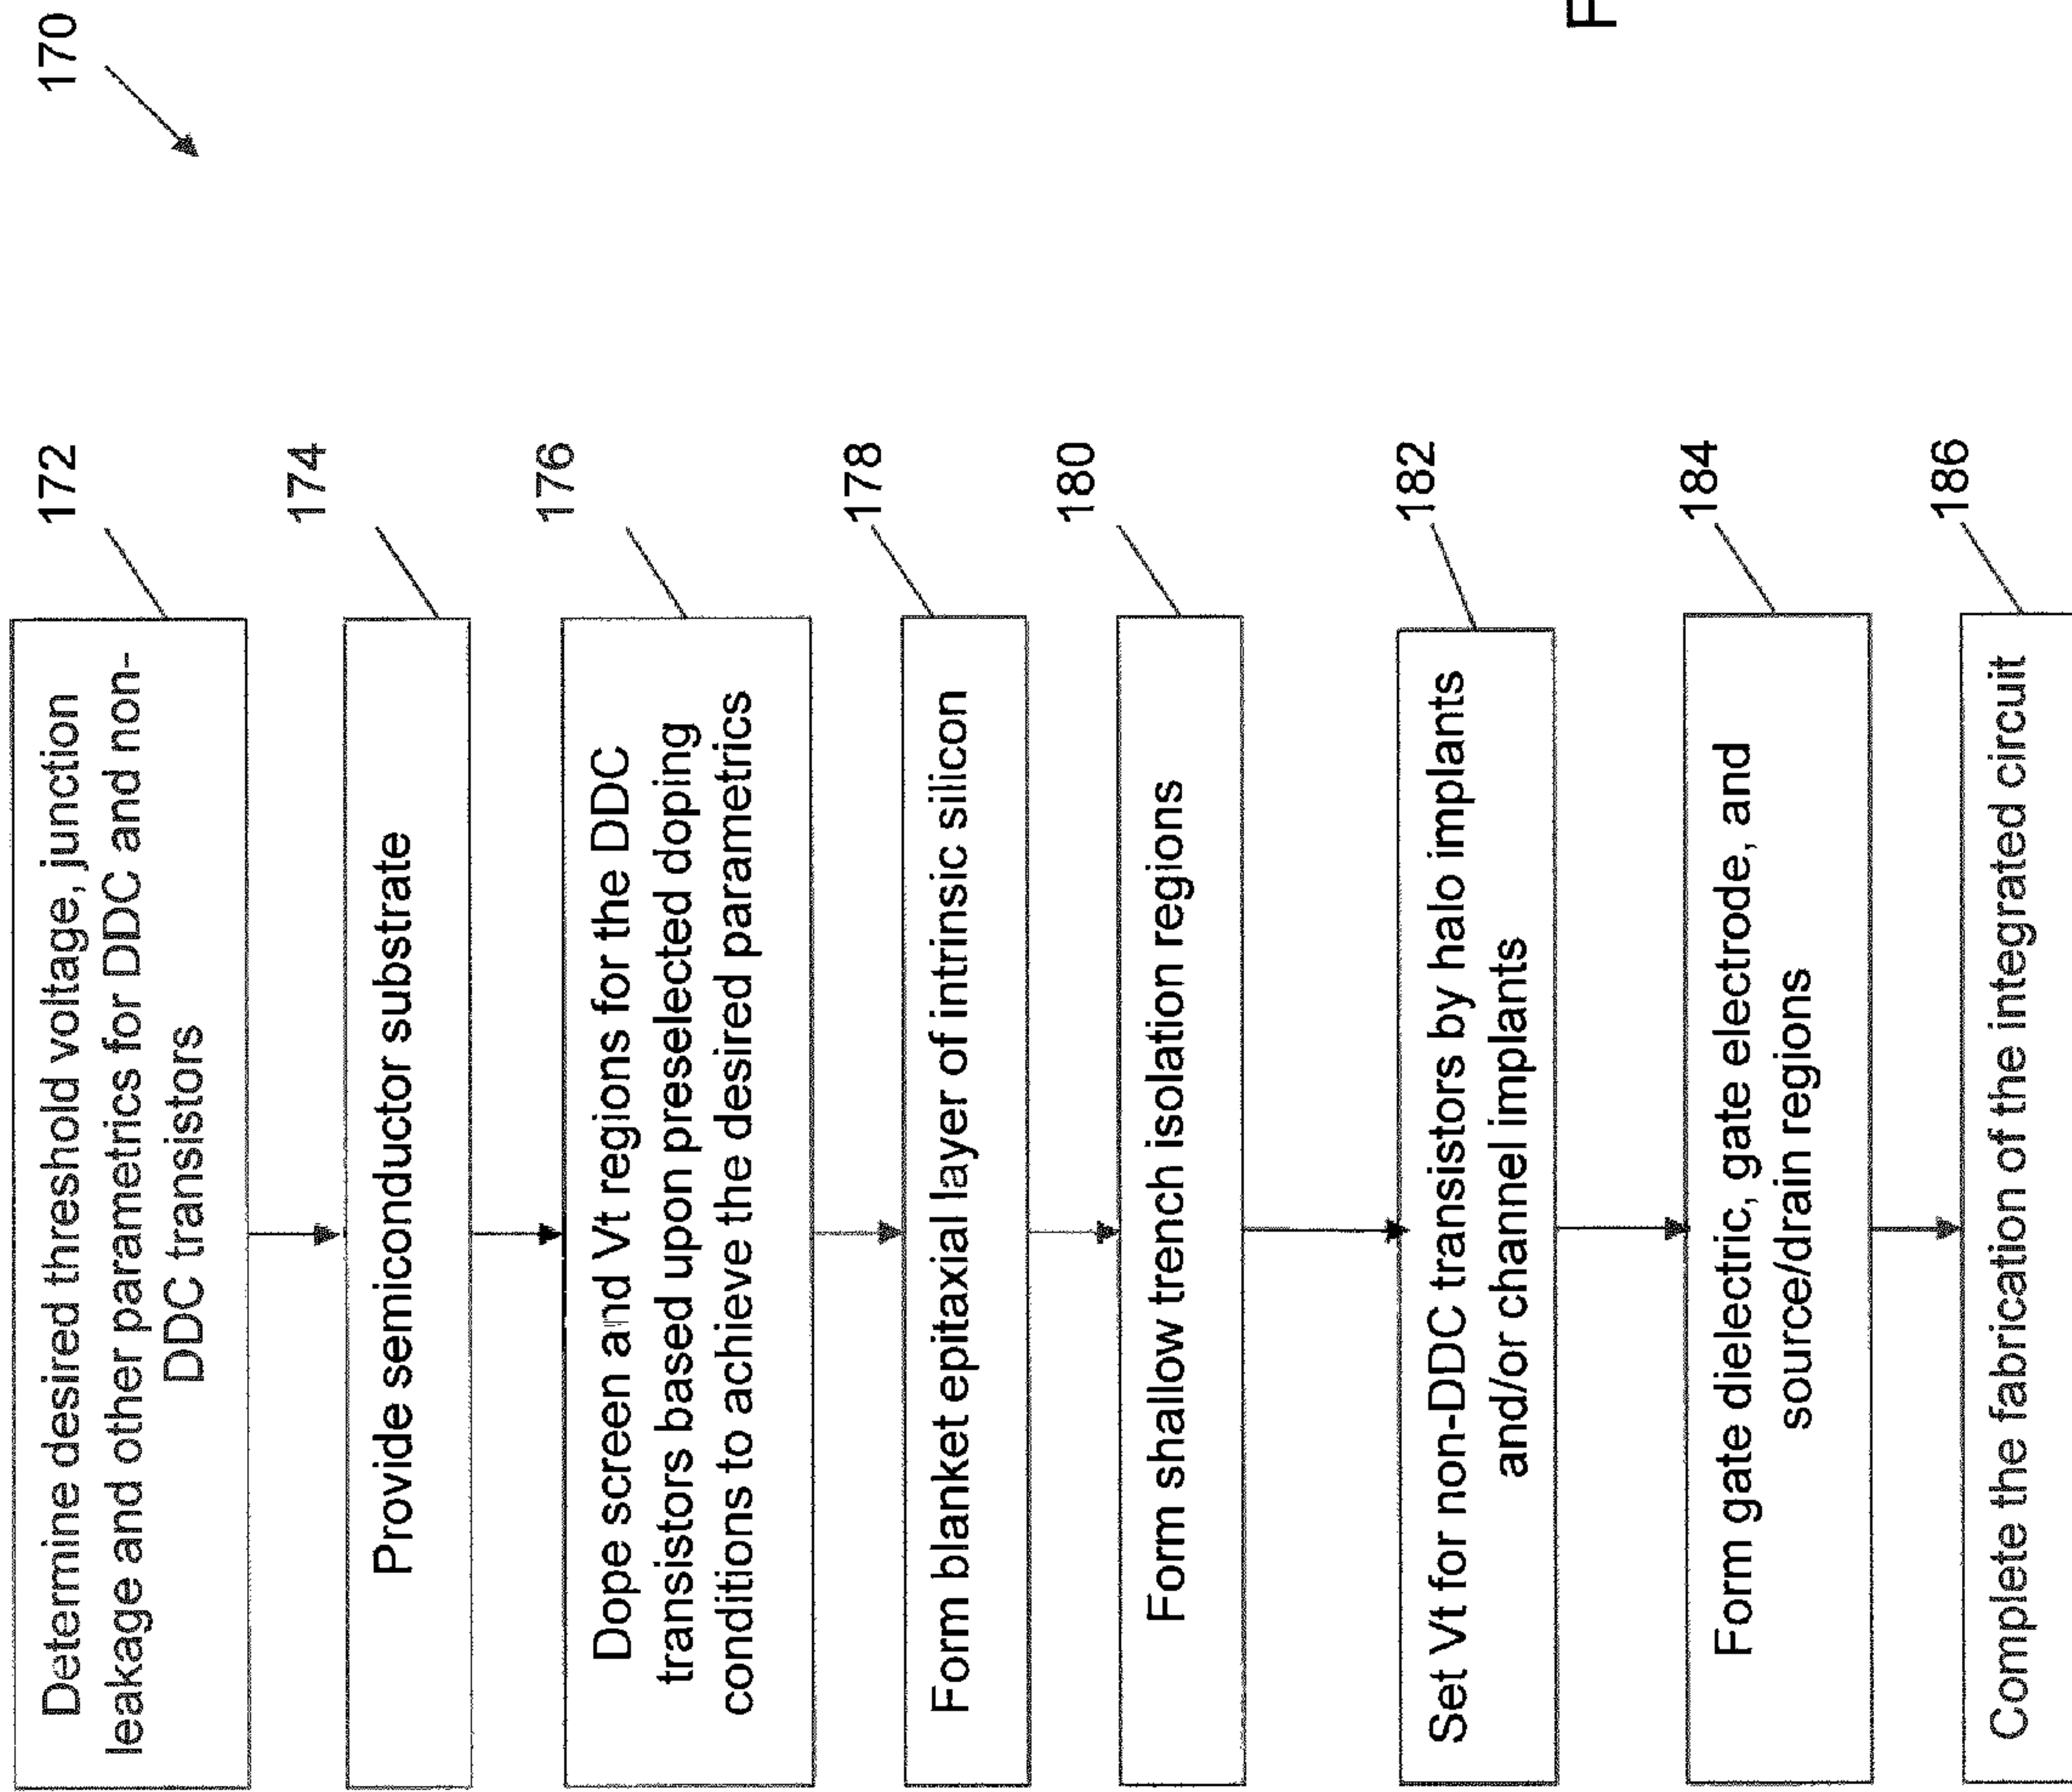 170
Determine desired threshold voltage, junction
leakage and other parametrics for DDC and non-
DDC transistors
172
Provide semiconductor substrate
174
Dope screen and Vt regions for the DDC
transistors based upon preselected doping
conditions to achieve the desired parametrics
176
Form blanket epitaxial layer of intrinsic silicon
178
Form shallow trench isolation regions
180
Set Vt for non-DDC transistors by halo implants
and/or channel implants
182
Form gate dielectric, gate electrode, and
source/drain regions
184
Complete the fabrication of the integrated circuit
186